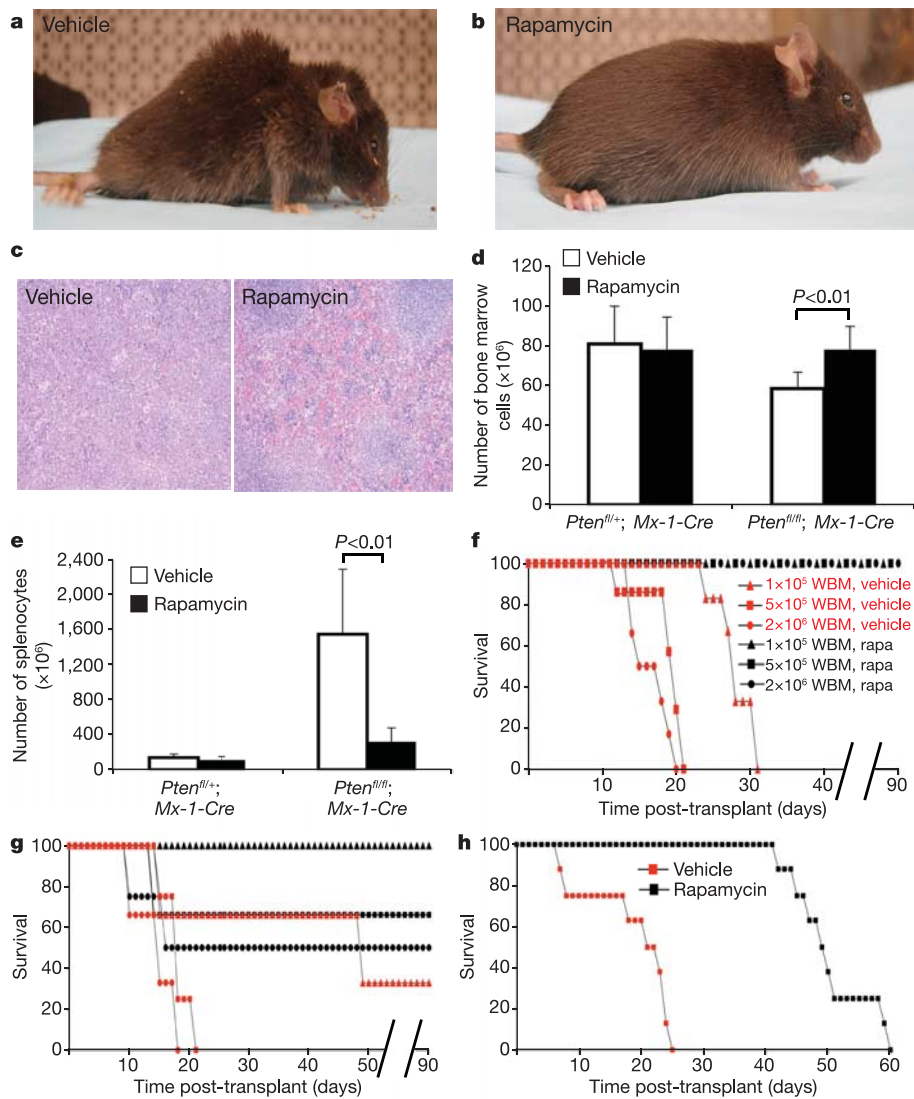 a
Vehicle
b
Rapamycin
c
Vehicle
Rapamycin
d
Number of bone marrow
cells (×10⁶)
120
100
80
60
40
20
0
Vehicle
Rapamycin
P<0.01
Pten^fl/+; Mx-1-Cre
Pten^fl/fl; Mx-1-Cre
e
Number of splenocytes
(×10⁶)
2,400
2,000
1,600
1,200
800
400
0
Vehicle
Rapamycin
P<0.01
Pten^fl/+;
Mx-1-Cre
Pten^fl/fl;
Mx-1-Cre
f
Survival
100
80
60
40
20
0
1×10⁵ WBM, vehicle
5×10⁵ WBM, vehicle
2×10⁶ WBM, vehicle
1×10⁵ WBM, rapa
5×10⁵ WBM, rapa
2×10⁶ WBM, rapa
10 20 30 40 90
Time post-transplant (days)
g
Survival
100
80
60
40
20
0
10 20 30 40 50 90
Time post-transplant (days)
h
Survival
100
80
60
40
20
0
Vehicle
Rapamycin
10 20 30 40 50 60
Time post-transplant (days)